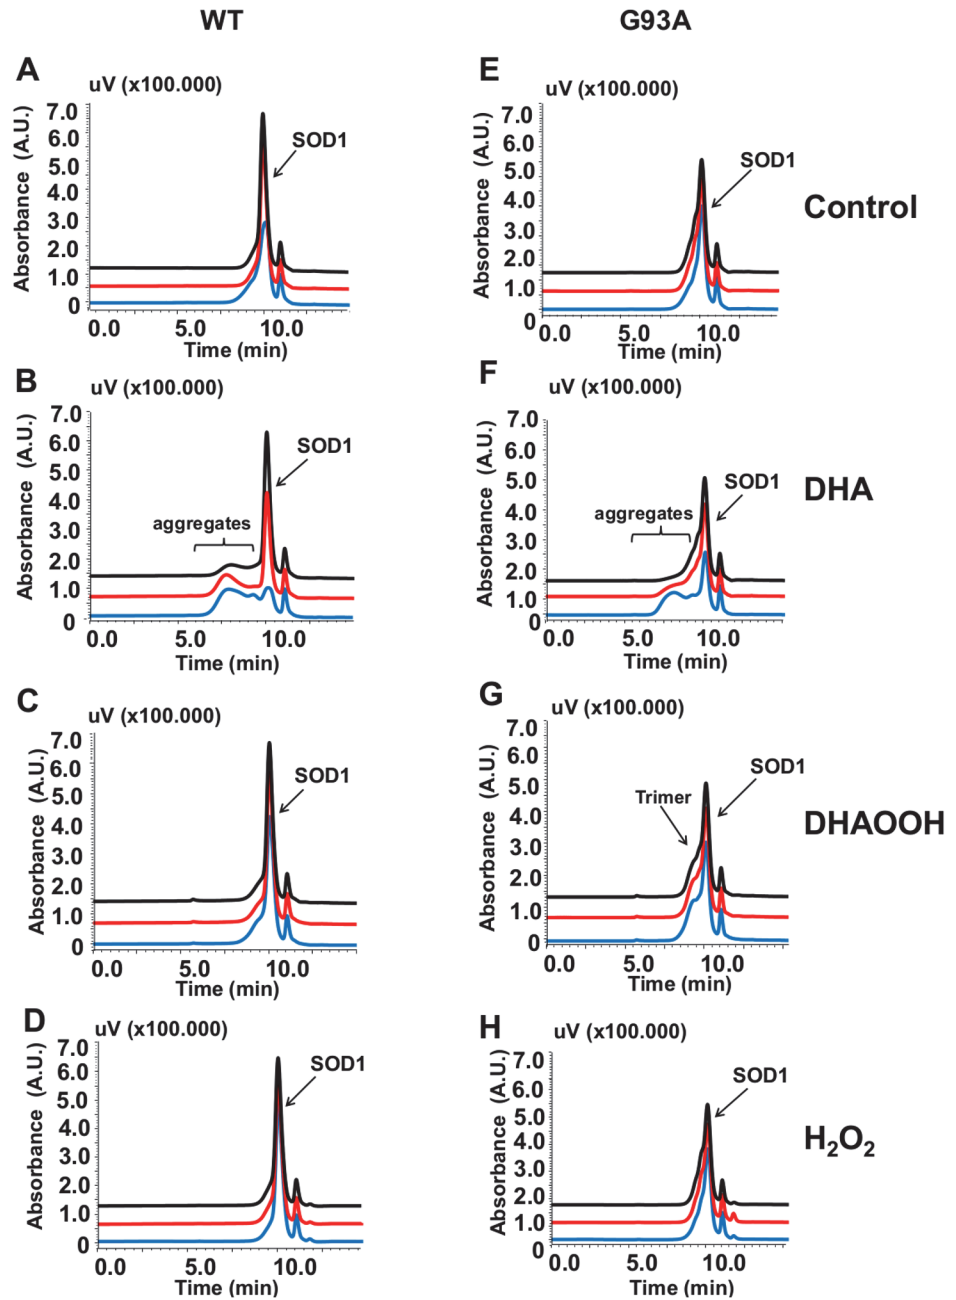 WT
G93A
A
uV (x100.000)
Absorbance (A.U.)
7.0
6.0
5.0
4.0
3.0
2.0
1.0
0
SOD1
0.0 5.0 10.0
Time (min)
E
uV (x100.000)
Absorbance (A.U.)
7.0
6.0
5.0
4.0
3.0
2.0
1.0
0
SOD1
0.0 5.0 10.0
Time (min)
Control
B
uV (x100.000)
Absorbance (A.U.)
7.0
6.0
5.0
4.0
3.0
2.0
1.0
0
SOD1
aggregates
0.0 5.0 10.0
Time (min)
F
uV (x100.000)
Absorbance (A.U.)
7.0
6.0
5.0
4.0
3.0
2.0
1.0
0
SOD1
aggregates
0.0 5.0 10.0
Time (min)
DHA
C
uV (x100.000)
Absorbance (A.U.)
7.0
6.0
5.0
4.0
3.0
2.0
1.0
0
SOD1
0.0 5.0 10.0
Time (min)
G
uV (x100.000)
Absorbance (A.U.)
7.0
6.0
5.0
4.0
3.0
2.0
1.0
0
SOD1
Trimer
0.0 5.0 10.0
Time (min)
DHAOOH
D
uV (x100.000)
Absorbance (A.U.)
7.0
6.0
5.0
4.0
3.0
2.0
1.0
0
SOD1
0.0 5.0 10.0
Time (min)
H
uV (x100.000)
Absorbance (A.U.)
7.0
6.0
5.0
4.0
3.0
2.0
1.0
0
SOD1
0.0 5.0 10.0
Time (min)
H₂O₂